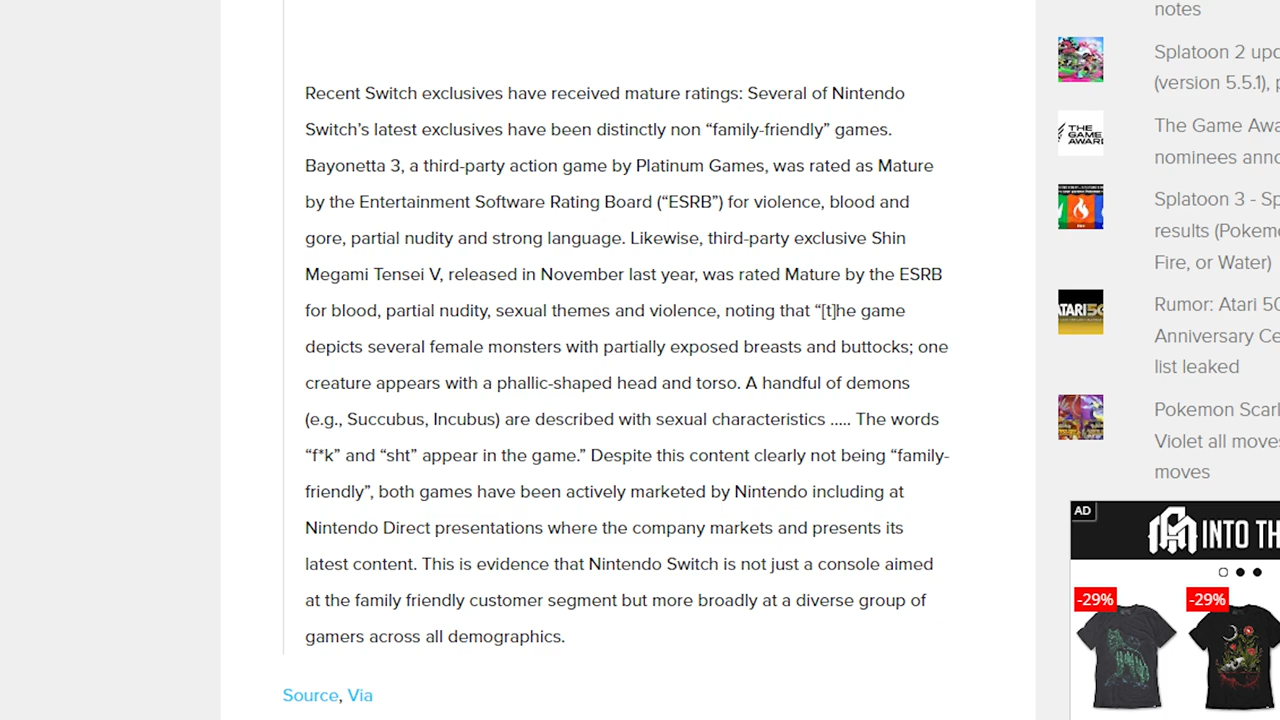 Recent Switch exclusives have received mature ratings: Several of Nintendo
Switch’s latest exclusives have been distinctly non “family-friendly” games.
Bayonetta 3, a third-party action game by Platinum Games, was rated as Mature
by the Entertainment Software Rating Board (“ESRB”) for violence, blood and
gore, partial nudity and strong language. Likewise, third-party exclusive Shin
Megami Tensei V, released in November last year, was rated Mature by the ESRB
for blood, partial nudity, sexual themes and violence, noting that “[t]he game
depicts several female monsters with partially exposed breasts and buttocks; one
creature appears with a phallic-shaped head and torso. A handful of demons
(e.g., Succubus, Incubus) are described with sexual characteristics ..... The words
“f*k” and “sht” appear in the game.” Despite this content clearly not being “family-
friendly”, both games have been actively marketed by Nintendo including at
Nintendo Direct presentations where the company markets and presents its
latest content. This is evidence that Nintendo Switch is not just a console aimed
at the family friendly customer segment but more broadly at a diverse group of
gamers across all demographics.
Source, Via
notes
Splatoon 2 upd
(version 5.5.1), p
THE GAME AWARD
The Game Awa
nominees anno
Splatoon 3 - Sp
results (Pokemo
Fire, or Water)
ATARI 50
Rumor: Atari 50
Anniversary Ce
list leaked
Pokemon Scarl
Violet all moves
moves
AD
INTO TH
-29%
-29%